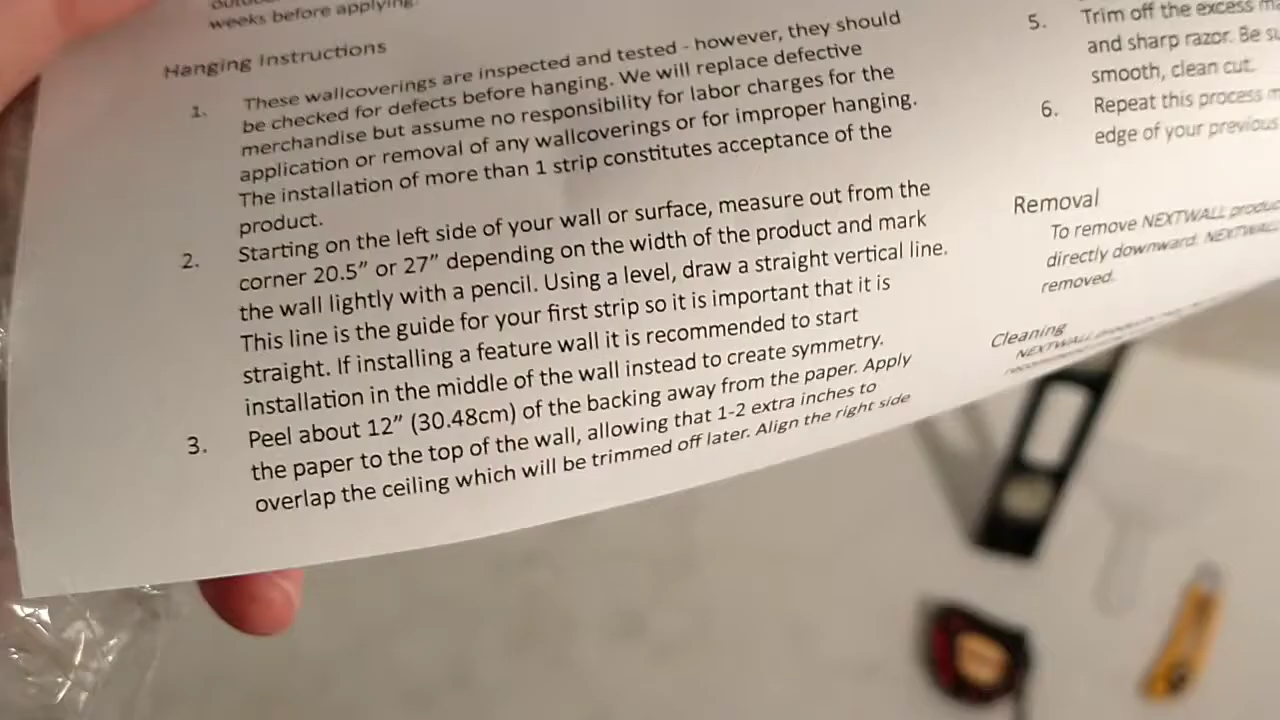 weeks before applying.
Hanging Instructions
1. These wallcoverings are inspected and tested - however, they should
be checked for defects before hanging. We will replace defective
merchandise but assume no responsibility for labor charges for the
application or removal of any wallcoverings or for improper hanging.
The installation of more than 1 strip constitutes acceptance of the
product.
2. Starting on the left side of your wall or surface, measure out from the
corner 20.5” or 27” depending on the width of the product and mark
the wall lightly with a pencil. Using a level, draw a straight vertical line.
This line is the guide for your first strip so it is important that it is
straight. If installing a feature wall it is recommended to start
installation in the middle of the wall instead to create symmetry.
3. Peel about 12” (30.48cm) of the backing away from the paper. Apply
the paper to the top of the wall, allowing that 1-2 extra inches to
overlap the ceiling which will be trimmed off later. Align the right side
5. Trim off the excess
and sharp razor. Be
smooth, clean cut.
6. Repeat this process
edge of your previous
Removal
To remove NEXTWALL
directly downward. NEXTWALL
removed.
Cleaning
NEXTWALL